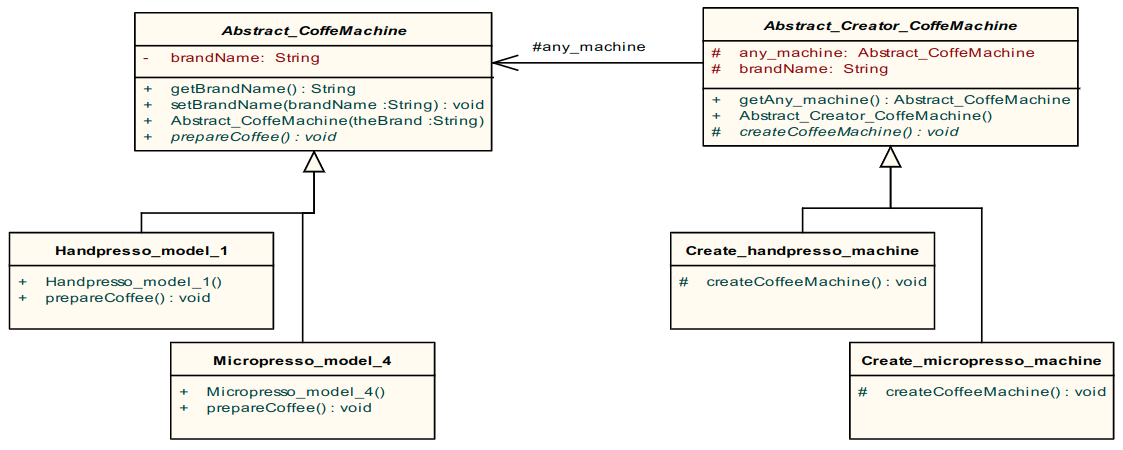 Abstract_CoffeMachine
- brandName: String
+ getBrandName() : String
+ setBrandName(brandName :String) : void
+ Abstract_CoffeMachine(theBrand :String)
+ prepareCoffee() : void
#any_machine
Abstract_Creator_CoffeMachine
# any_machine: Abstract_CoffeMachine
# brandName: String
+ getAny_machine() : Abstract_CoffeMachine
+ Abstract_Creator_CoffeMachine()
# createCoffeeMachine() : void
Handpresso_model_1
+ Handpresso_model_1()
+ prepareCoffee() : void
Micropresso_model_4
+ Micropresso_model_4()
+ prepareCoffee() : void
Create_handpresso_machine
# createCoffeeMachine() : void
Create_micropresso_machine
# createCoffeeMachine() : void